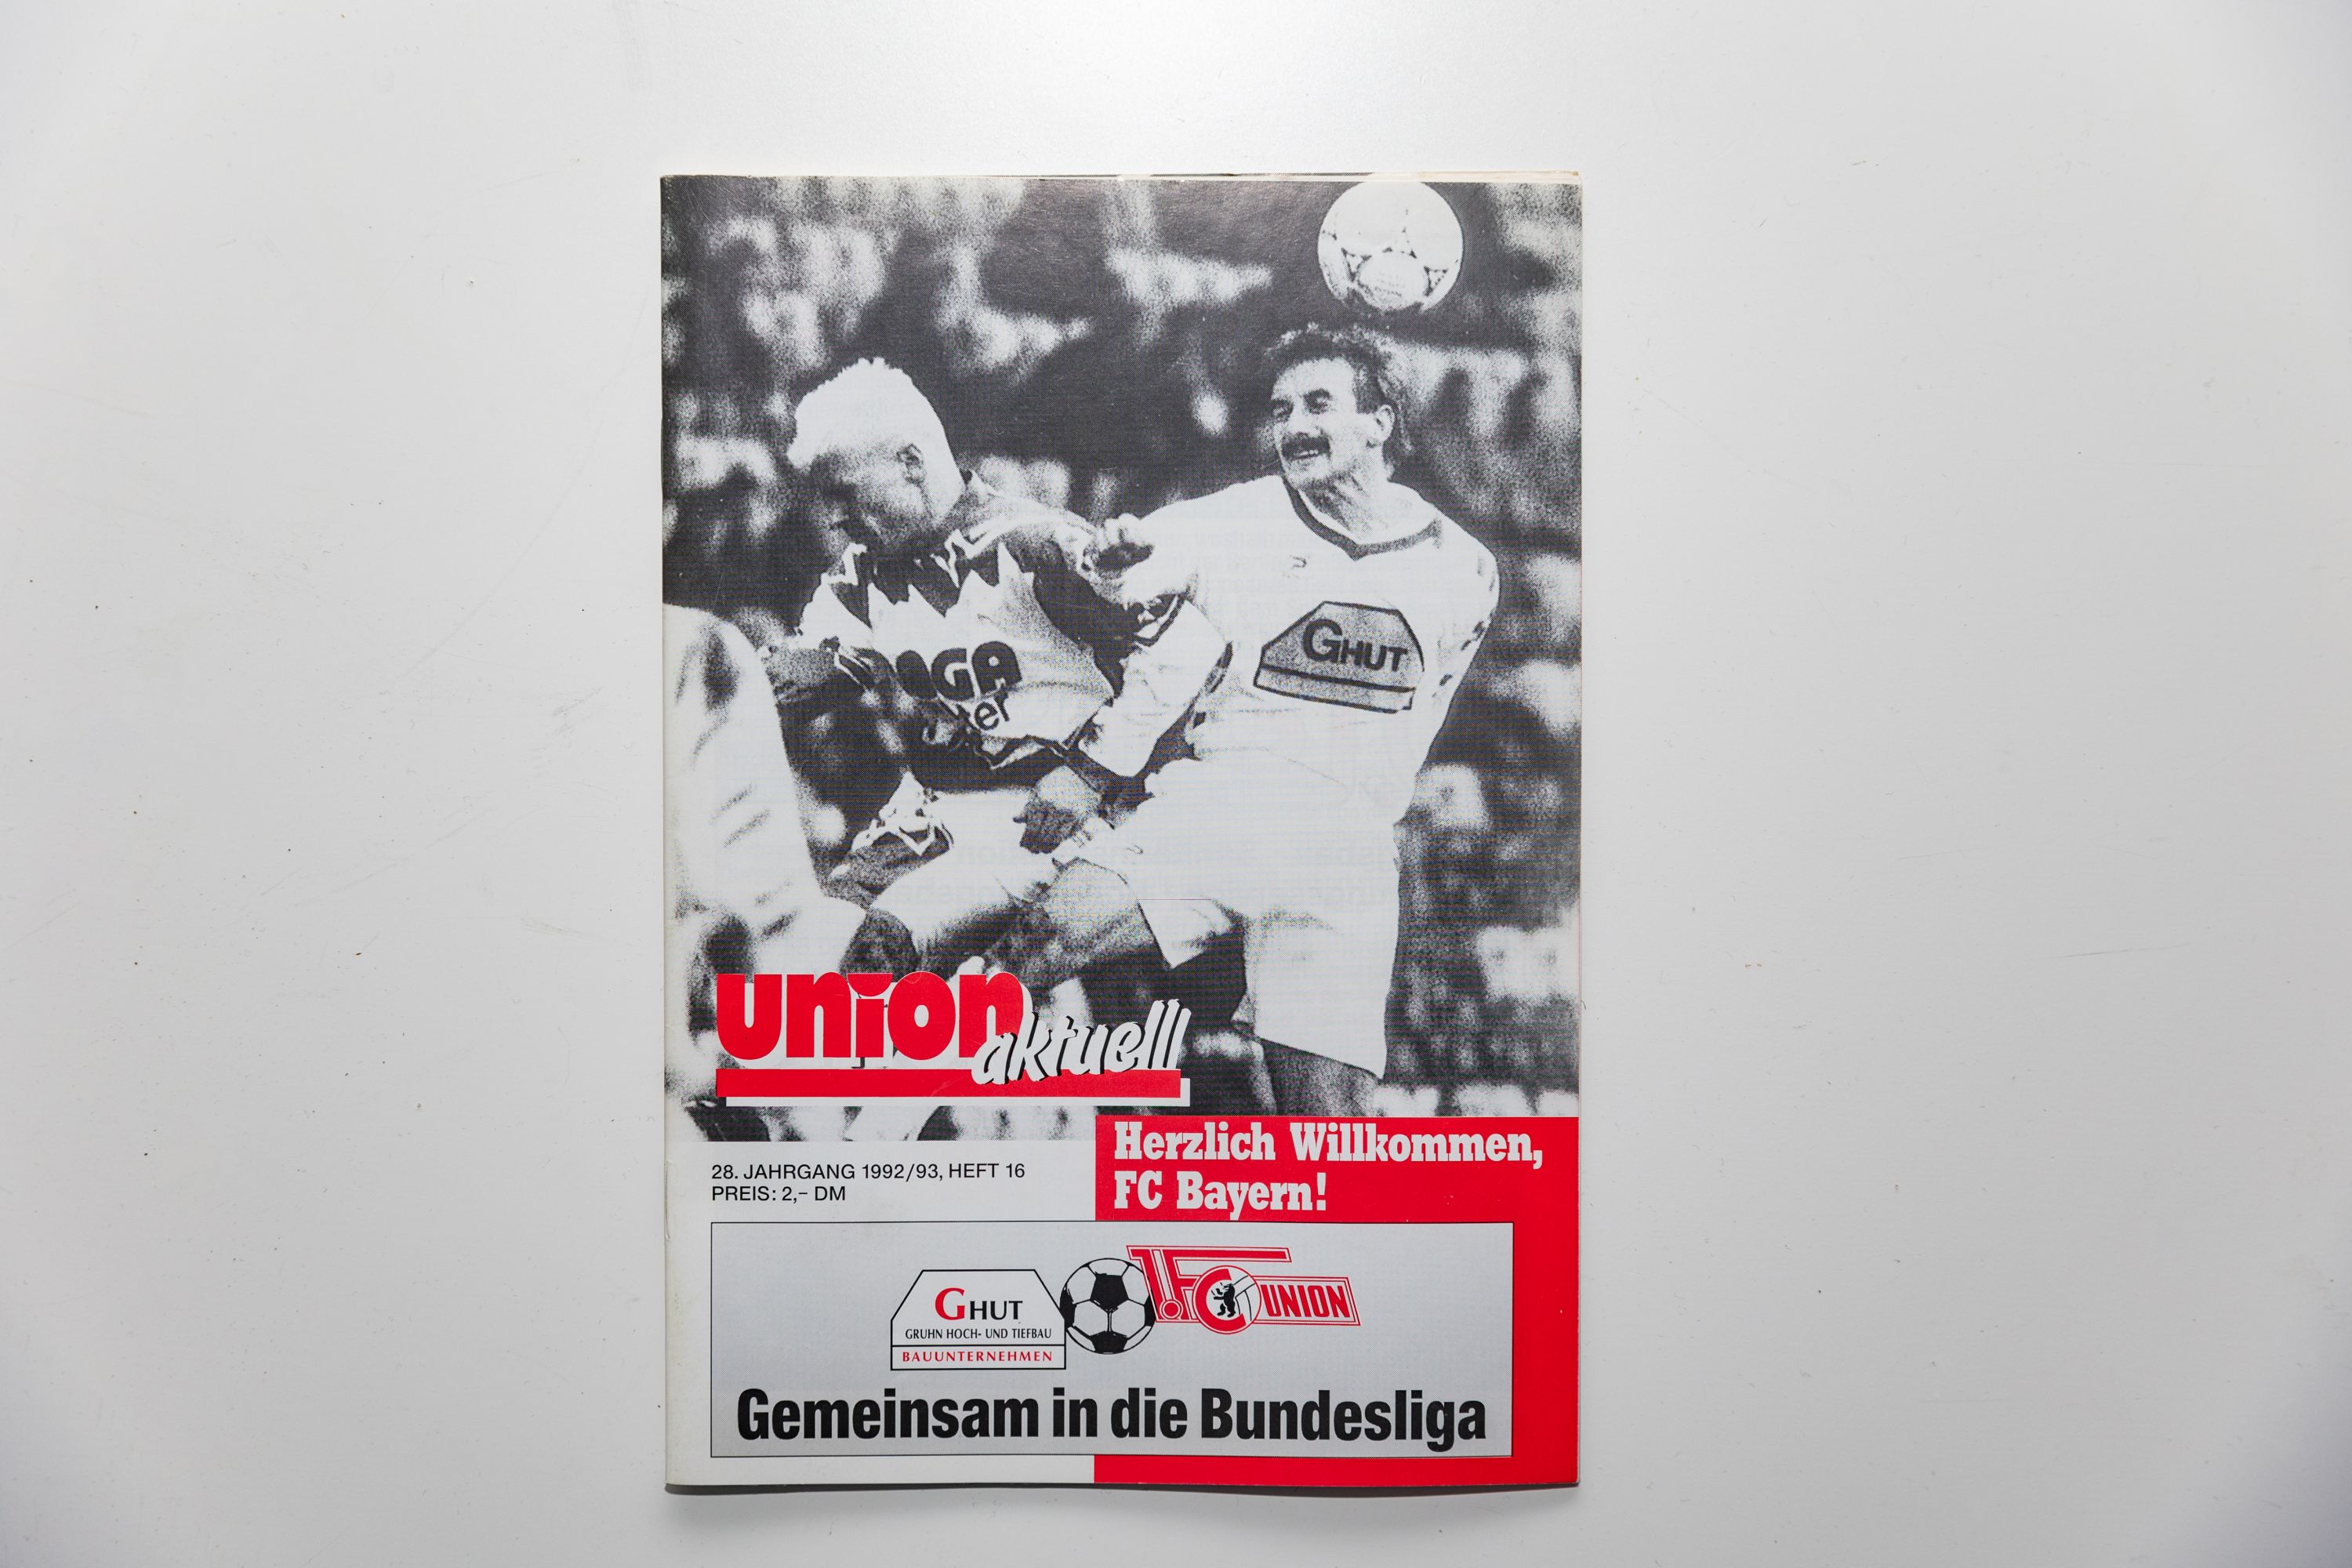 GHUT
union
aktuell
Herzlich Willkommen,
FC Bayern!
28. JAHRGANG 1992/93, HEFT 16
PREIS: 2,– DM
GHUT
GRUHN HOCH- UND TIEFBAU
BAUUNTERNEHMEN
1. FC UNION
Gemeinsam in die Bundesliga